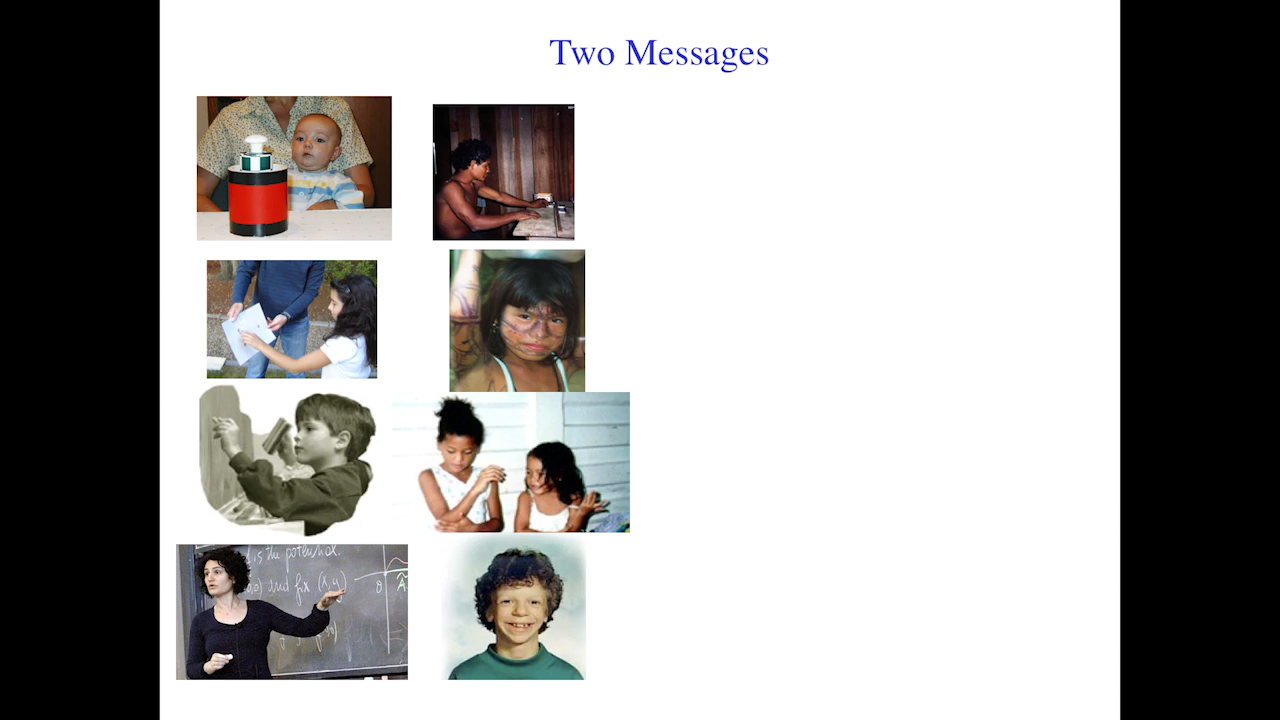 Two Messages
is the potential.
and fix (x, y)